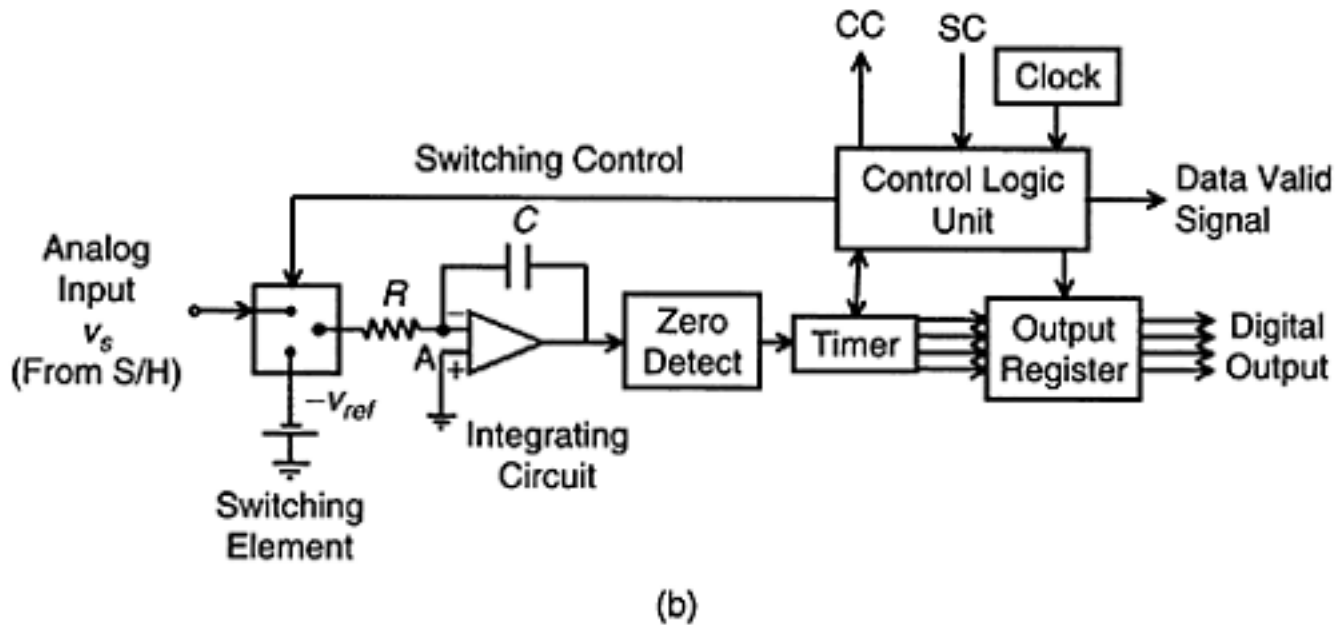 CC
SC
Clock
Switching Control
Control Logic
Unit
Data Valid
Signal
Analog
Input
v_s
(From S/H)
R
C
A
−
+
−v_ref
Zero
Detect
Timer
Output
Register
Digital
Output
Integrating
Circuit
Switching
Element
(b)